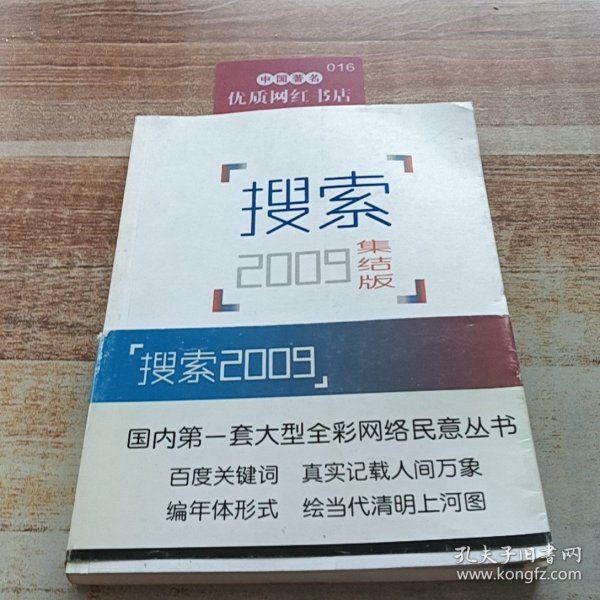 016
中国著名
优质网红书店
搜索
2009
集结版
「搜索2009」
国内第一套大型全彩网络民意丛书
百度关键词 真实记载人间万象
编年体形式 绘当代清明上河图
孔夫子旧书网
www.kongfz.com